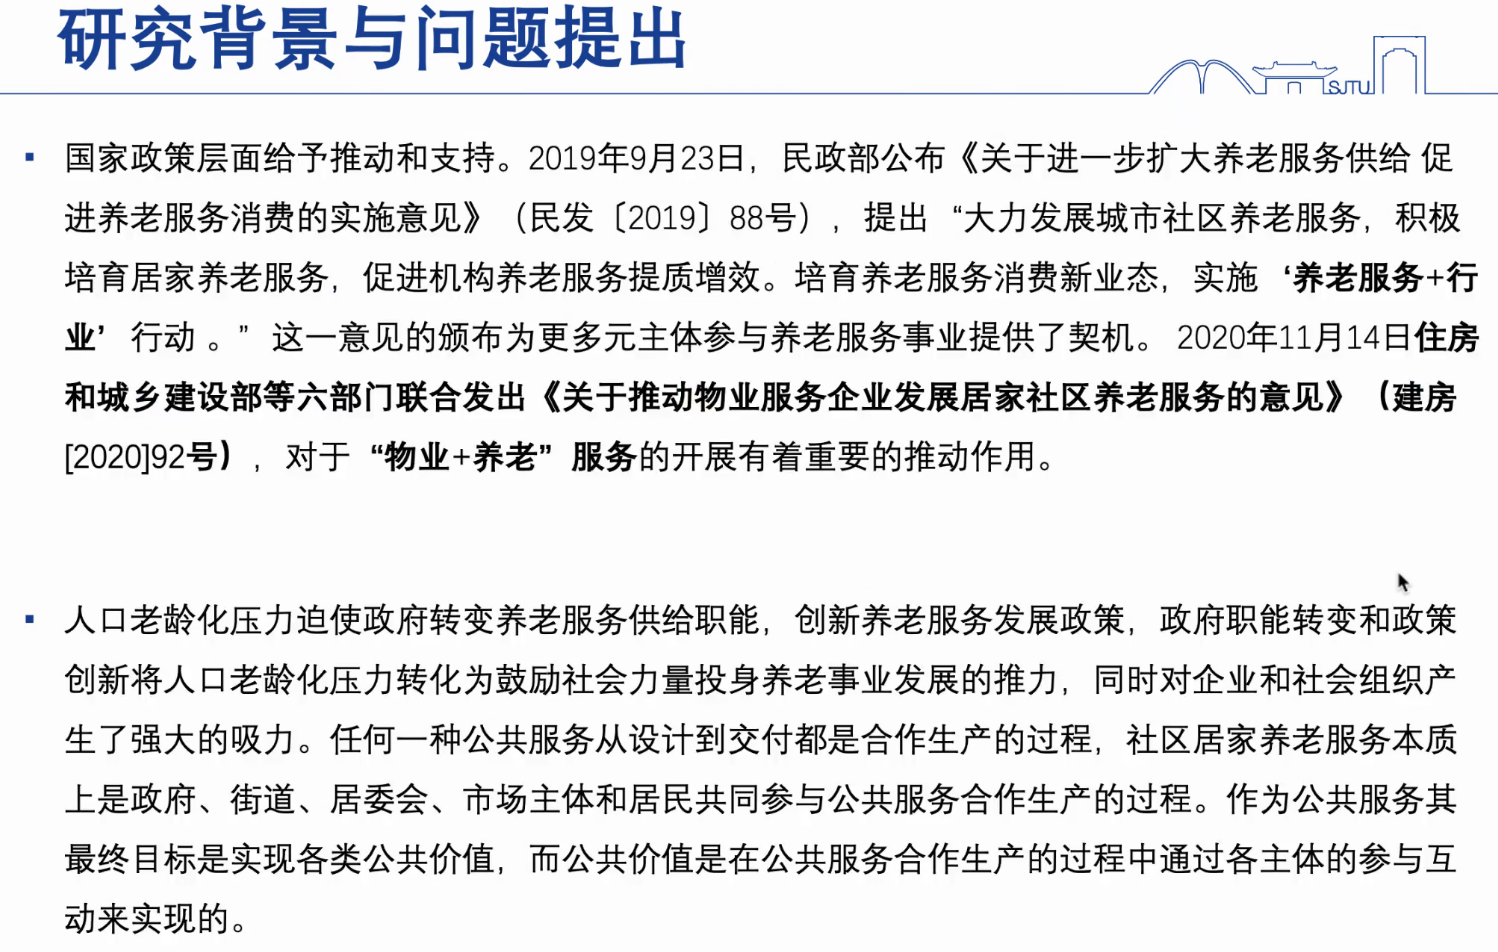 研究背景与问题提出
SJTU
▪ 国家政策层面给予推动和支持。2019年9月23日，民政部公布《关于进一步扩大养老服务供给 促
进养老服务消费的实施意见》（民发〔2019〕88号），提出“大力发展城市社区养老服务，积极
培育居家养老服务，促进机构养老服务提质增效。培育养老服务消费新业态，实施‘养老服务+行
业’行动 。”这一意见的颁布为更多元主体参与养老服务事业提供了契机。 2020年11月14日住房
和城乡建设部等六部门联合发出《关于推动物业服务企业发展居家社区养老服务的意见》（建房
[2020]92号），对于“物业+养老”服务的开展有着重要的推动作用。
▪ 人口老龄化压力迫使政府转变养老服务供给职能，创新养老服务发展政策，政府职能转变和政策
创新将人口老龄化压力转化为鼓励社会力量投身养老事业发展的推力，同时对企业和社会组织产
生了强大的吸力。任何一种公共服务从设计到交付都是合作生产的过程，社区居家养老服务本质
上是政府、街道、居委会、市场主体和居民共同参与公共服务合作生产的过程。作为公共服务其
最终目标是实现各类公共价值，而公共价值是在公共服务合作生产的过程中通过各主体的参与互
动来实现的。